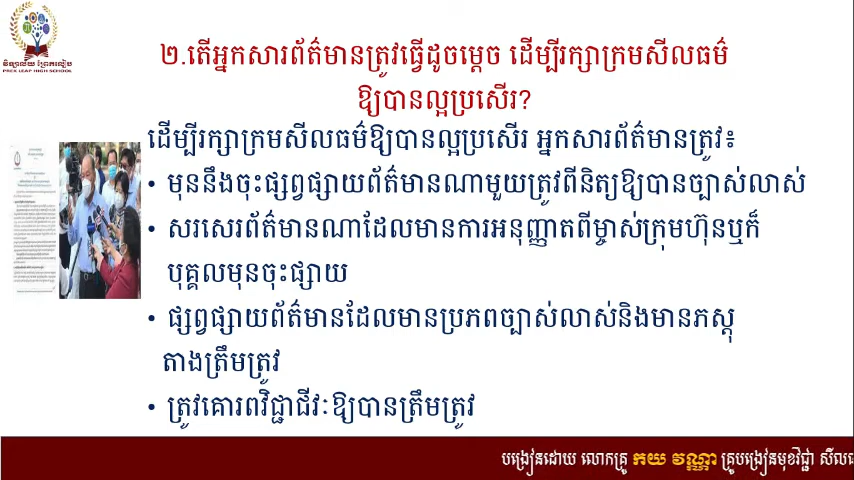 វិទ្យាល័យ ព្រែកលៀប
PREK LEAP HIGH SCHOOL
២.តើអ្នកសារព័ត៌មានត្រូវធ្វើដូចម្តេច ដើម្បីរក្សាក្រមសីលធម៌
ឱ្យបានល្អប្រសើរ?
ដើម្បីរក្សាក្រមសីលធម៌ឱ្យបានល្អប្រសើរ អ្នកសារព័ត៌មានត្រូវ៖
• មុននឹងចុះផ្សព្វផ្សាយព័ត៌មានណាមួយត្រូវពីនិត្យឱ្យបានច្បាស់លាស់
• សរសេរព័ត៌មានណាដែលមានការអនុញ្ញាតពីម្ចាស់ក្រុមហ៊ុនឬក៏
បុគ្គលមុនចុះផ្សាយ
• ផ្សព្វផ្សាយព័ត៌មានដែលមានប្រភពច្បាស់លាស់និងមានភស្តុ
តាងត្រឹមត្រូវ
• ត្រូវគោរពវិជ្ជាជីវៈឱ្យបានត្រឹមត្រូវ
បង្រៀនដោយ លោកគ្រូ កយ វណ្ណា គ្រូបង្រៀនមុខវិជ្ជា សីលធ